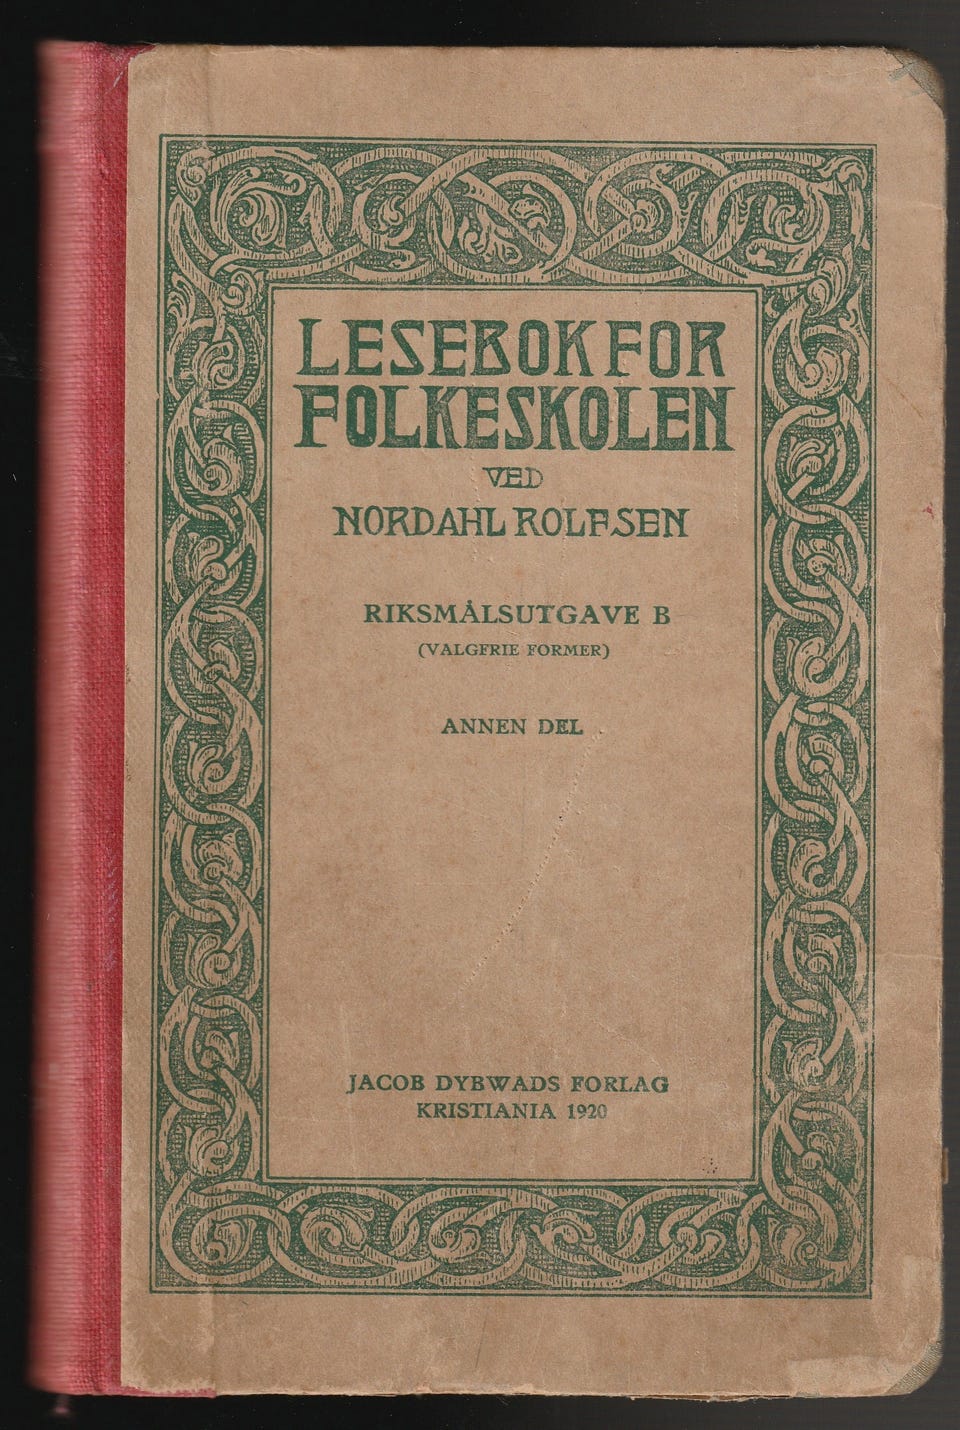 LESEBOK FOR
FOLKESKOLEN
VED
NORDAHL ROLFSEN
RIKSMÅLSUTGAVE B
(VALGFRIE FORMER)
ANNEN DEL
JACOB DYBWADS FORLAG
KRISTIANIA 1920